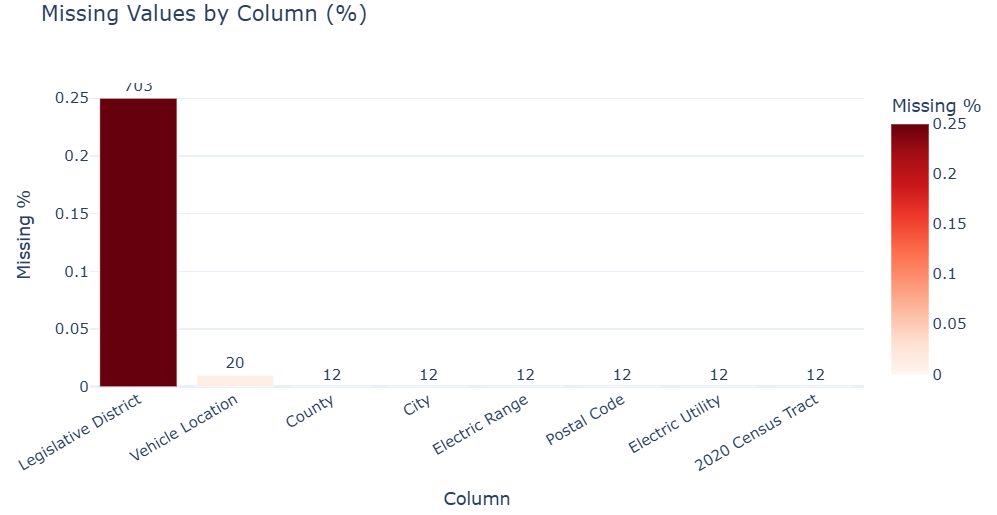 Missing Values by Column (%)
703
0.25
0.2
0.15
0.1
0.05
0
20
12
12
12
12
12
12
Missing %
Legislative District
Vehicle Location
County
City
Electric Range
Postal Code
Electric Utility
2020 Census Tract
Column
Missing %
0.25
0.2
0.15
0.1
0.05
0